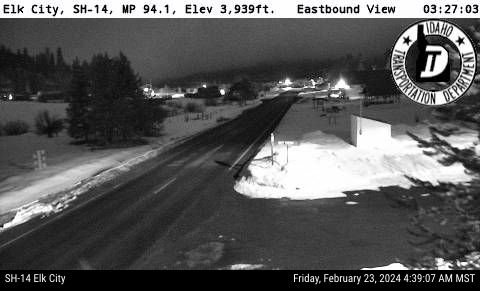 Elk City, SH-14, MP 94.1, Elev 3,939ft. Eastbound View 03:27:03
IDAHO
TRANSPORTATION DEPARTMENT
SH-14 Elk City Friday, February 23, 2024 4:39:07 AM MST